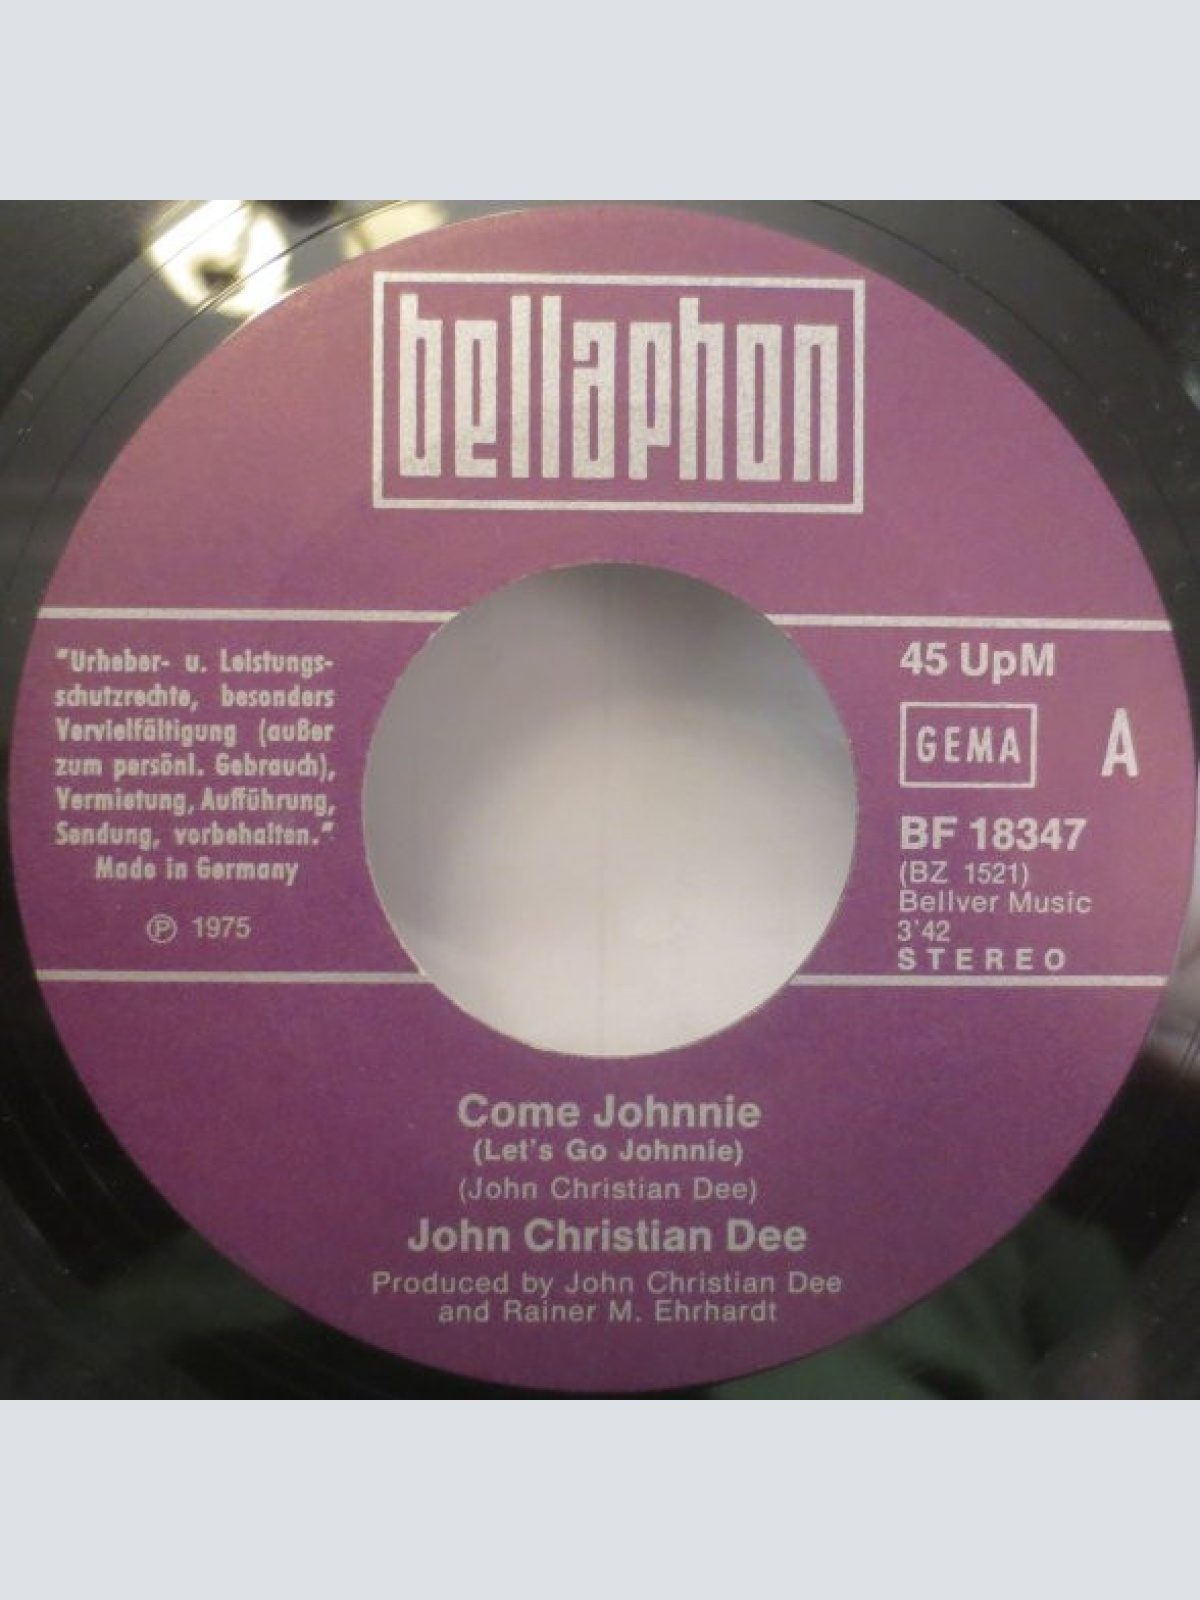 bellaphon
"Urheber- u. Leistungs-
schutzrechte, besonders
Vervielfältigung (außer
zum persönl. Gebrauch),
Vermietung, Aufführung,
Sendung, vorbehalten."
Made in Germany
℗ 1975
45 UpM
GEMA
A
BF 18347
(BZ 1521)
Bellver Music
3'42
STEREO
Come Johnnie
(Let's Go Johnnie)
(John Christian Dee)
John Christian Dee
Produced by John Christian Dee
and Rainer M. Ehrhardt